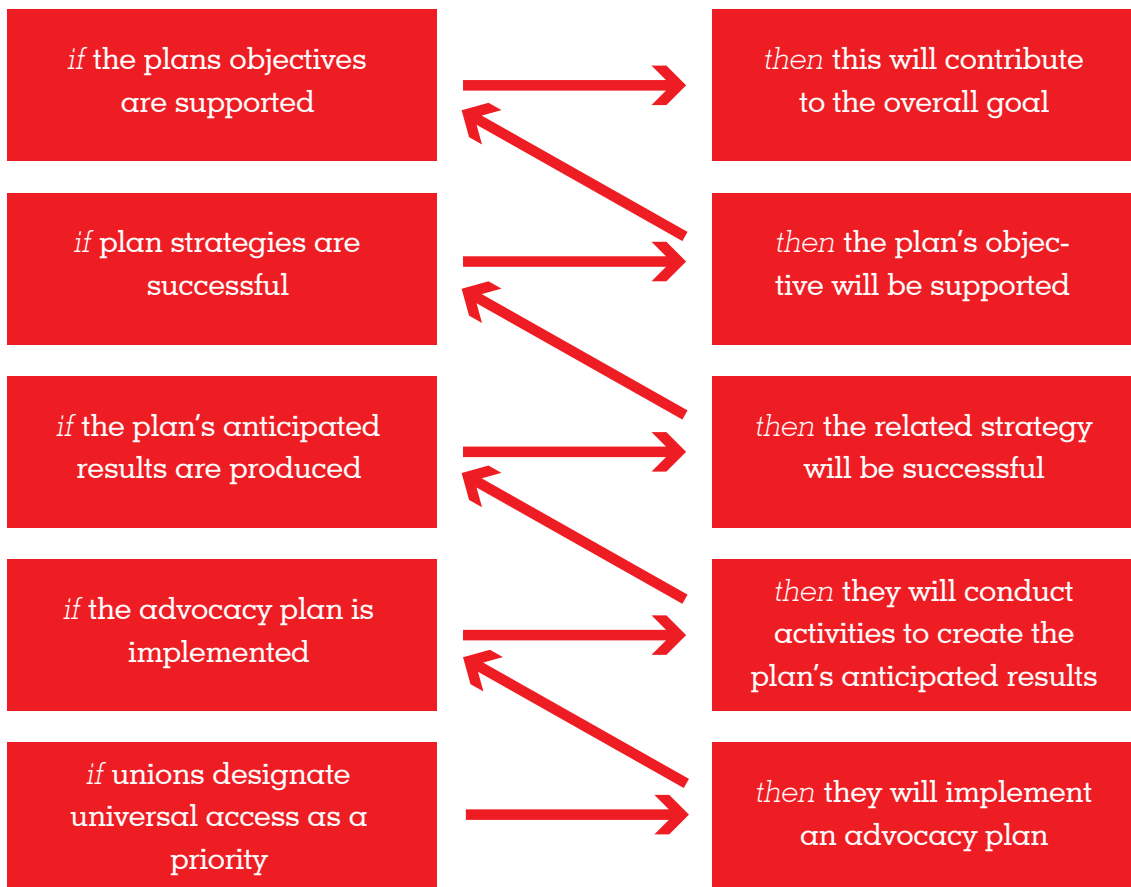 if the plans objectives
are supported
then this will contribute
to the overall goal
if plan strategies are
successful
then the plan's objec-
tive will be supported
if the plan's anticipated
results are produced
then the related strategy
will be successful
if the advocacy plan is
implemented
then they will conduct
activities to create the
plan's anticipated results
if unions designate
universal access as a
priority
then they will implement
an advocacy plan